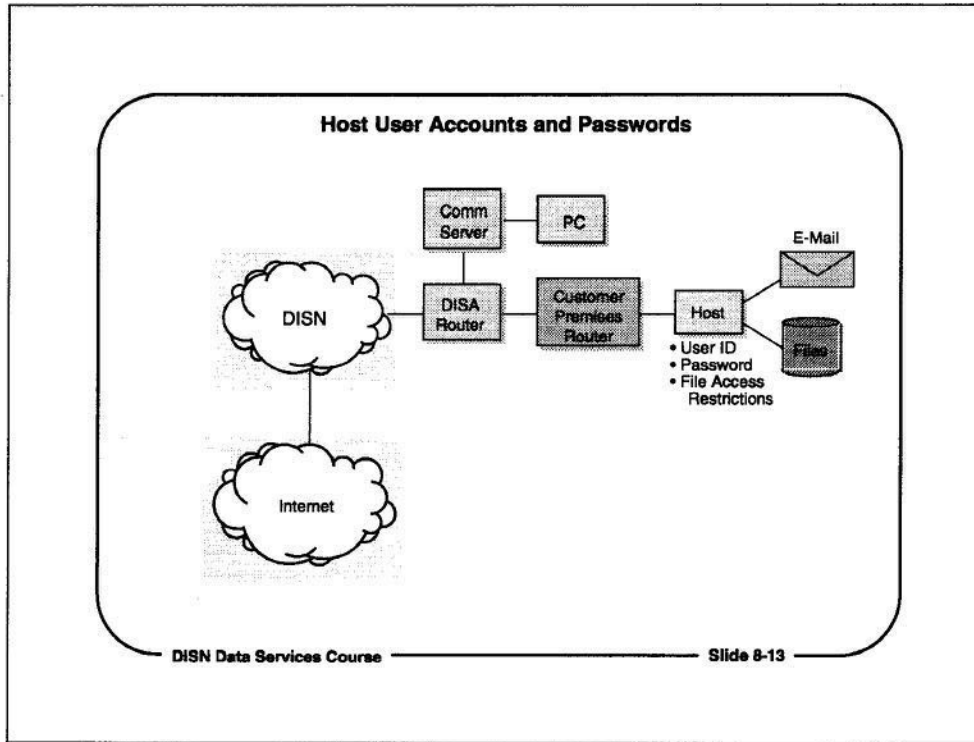 Host User Accounts and Passwords
Comm
Server
PC
E-Mail
DISN
DISA
Router
Customer
Premises
Router
Host
Files
• User ID
• Password
• File Access
Restrictions
Internet
DISN Data Services Course
Slide 8-13